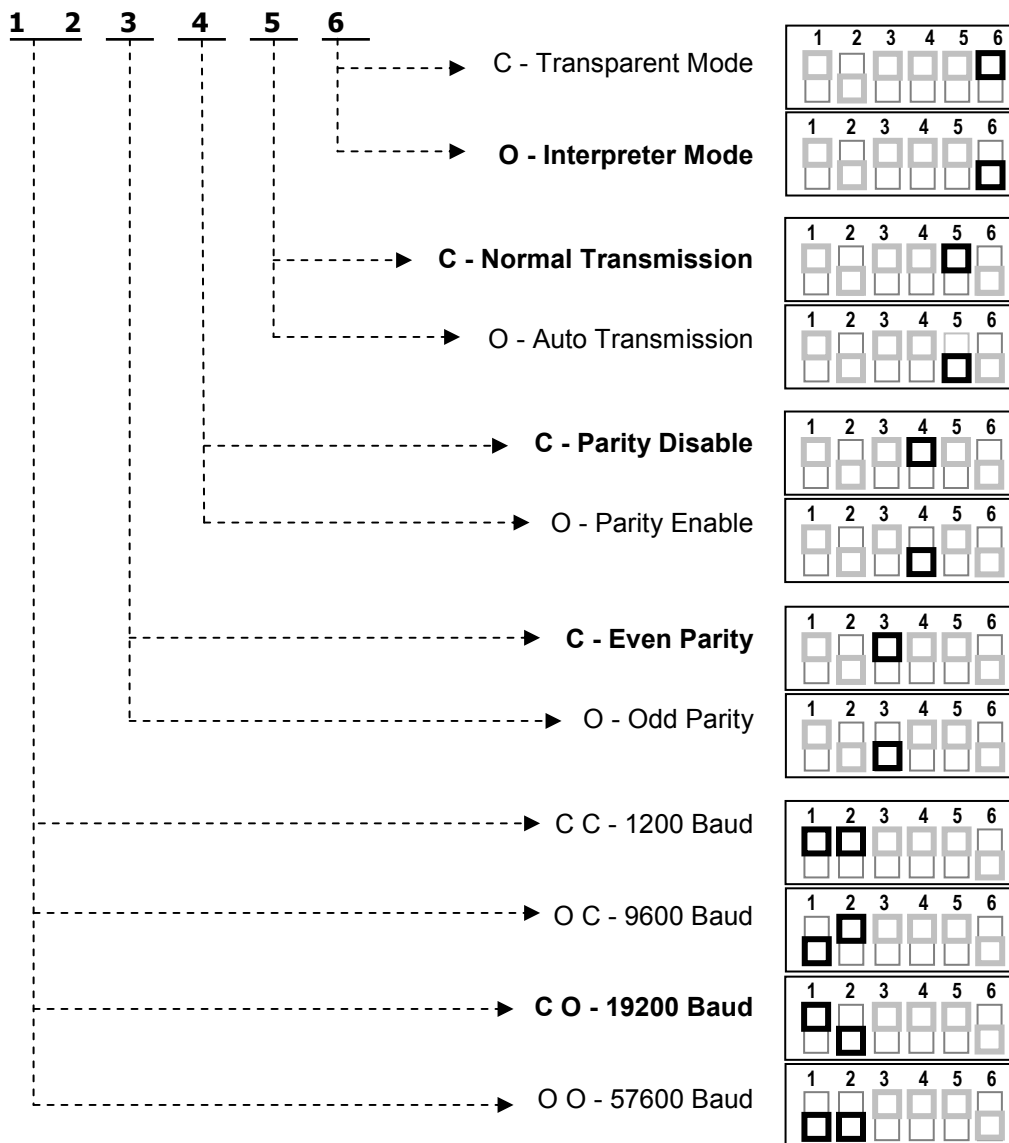 1 2 3 4 5 6
1 2 3 4 5 6
C - Transparent Mode
1 2 3 4 5 6
O - Interpreter Mode
1 2 3 4 5 6
C - Normal Transmission
1 2 3 4 5 6
O - Auto Transmission
1 2 3 4 5 6
C - Parity Disable
1 2 3 4 5 6
O - Parity Enable
1 2 3 4 5 6
C - Even Parity
1 2 3 4 5 6
O - Odd Parity
1 2 3 4 5 6
C C - 1200 Baud
1 2 3 4 5 6
O C - 9600 Baud
1 2 3 4 5 6
C O - 19200 Baud
1 2 3 4 5 6
O O - 57600 Baud